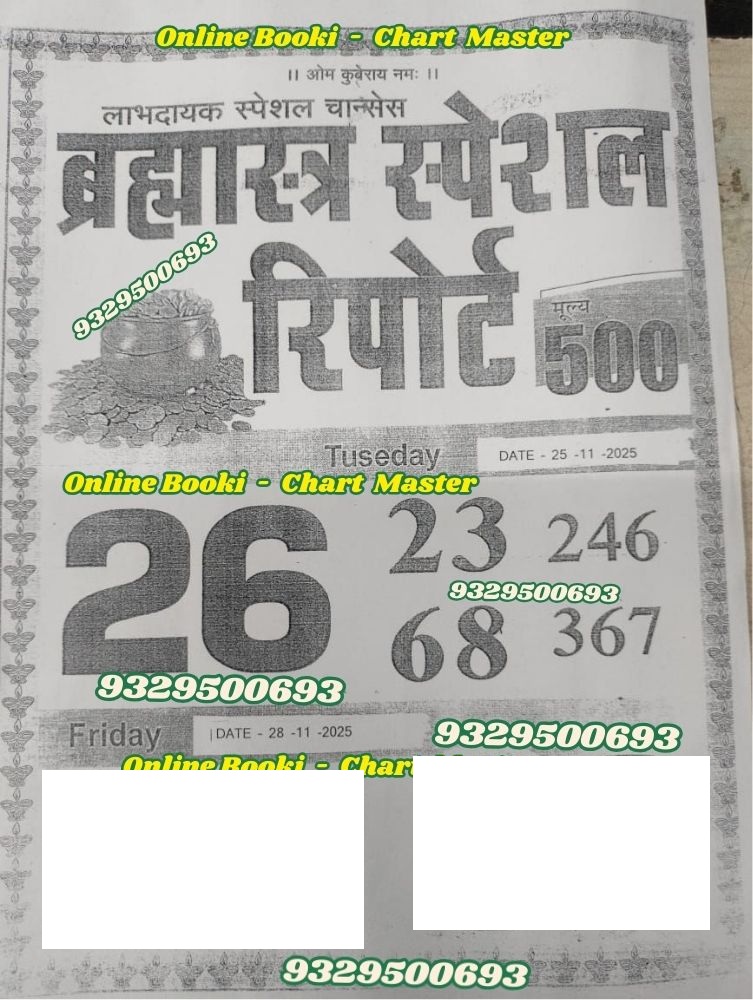 Online Booki - Chart Master
।। ओम कुबेराय नमः ।।
लाभदायक स्पेशल चान्सेस
ब्रह्मास्त्र स्पेशल
9329500693
रिपोर्ट
मूल्य
500
Tuseday
DATE - 25 -11 -2025
Online Booki - Chart Master
26
23 246
9329500693
68 367
9329500693
Friday
DATE - 28 -11 -2025
9329500693
Online Booki - Char
9329500693